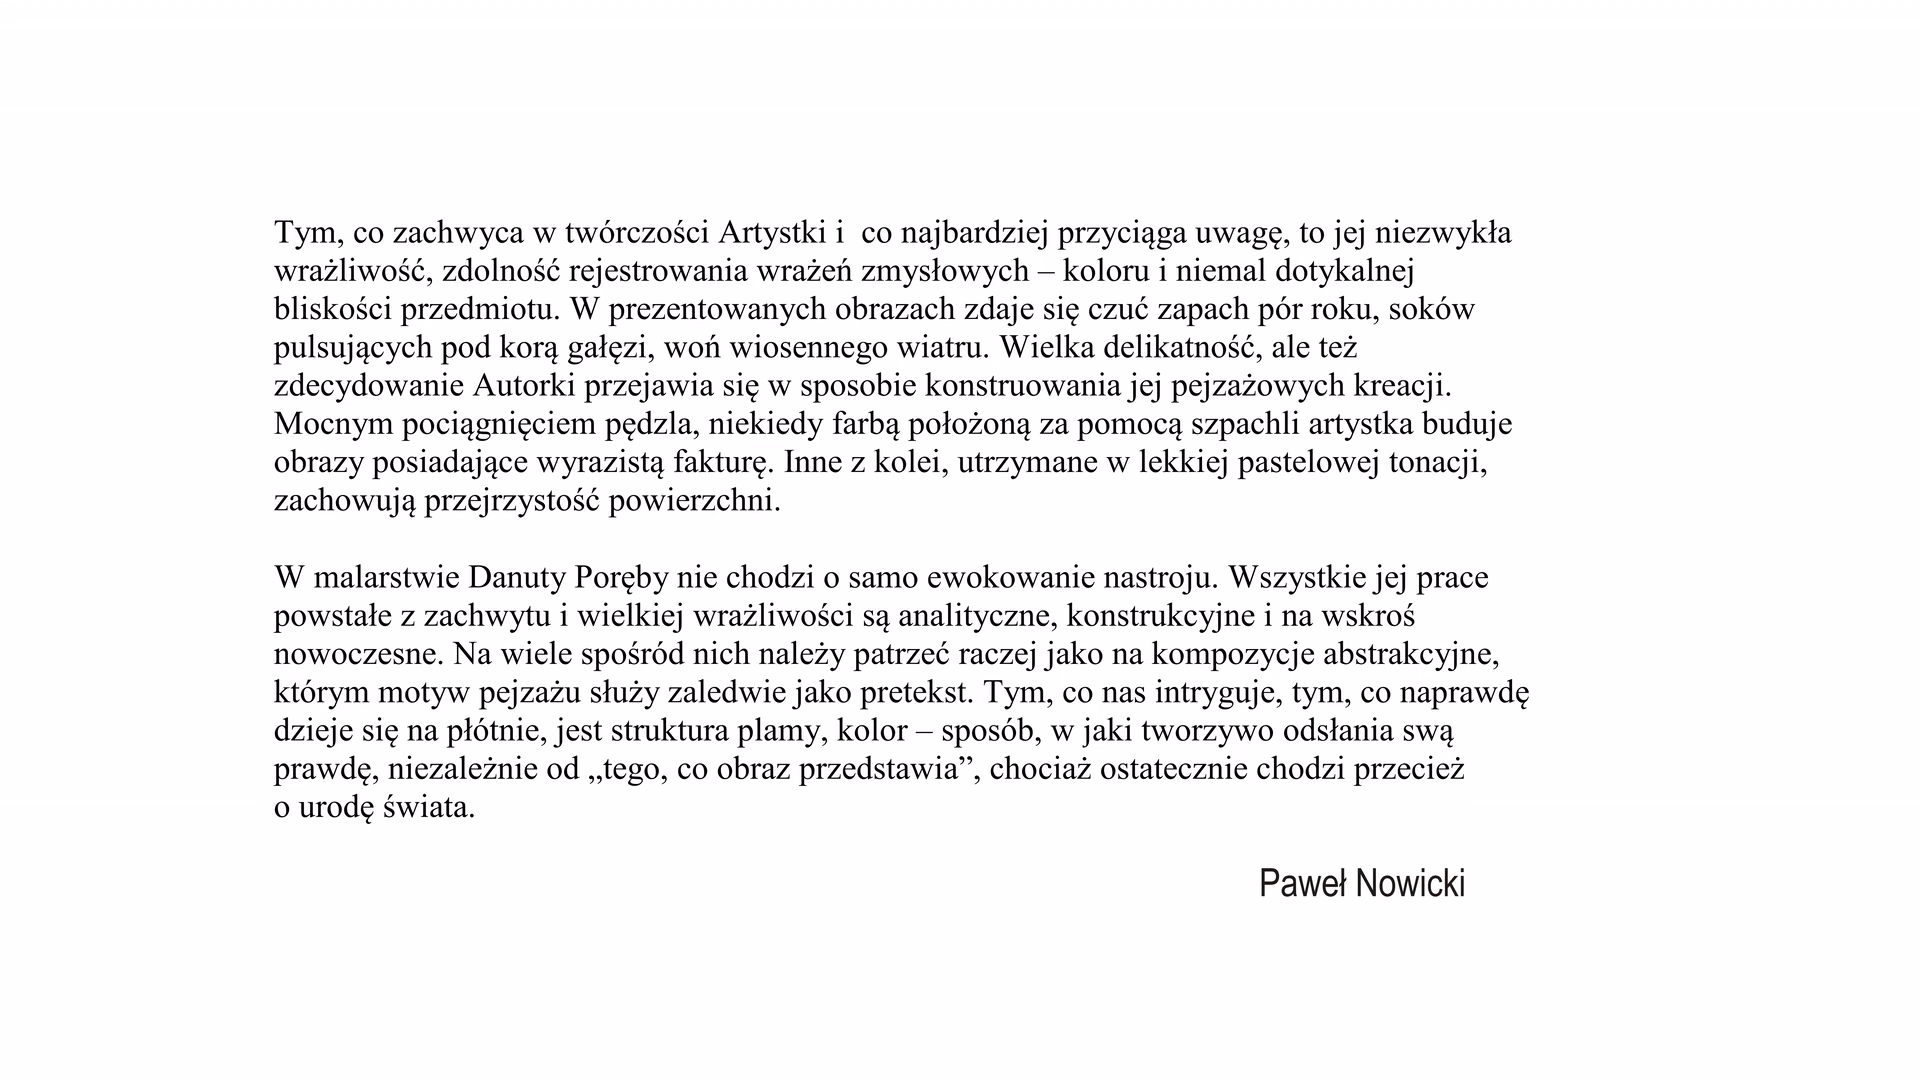 Tym, co zachwyca w twórczości Artystki i  co najbardziej przyciąga uwagę, to jej niezwykła
wrażliwość, zdolność rejestrowania wrażeń zmysłowych – koloru i niemal dotykalnej
bliskości przedmiotu. W prezentowanych obrazach zdaje się czuć zapach pór roku, soków
pulsujących pod korą gałęzi, woń wiosennego wiatru. Wielka delikatność, ale też
zdecydowanie Autorki przejawia się w sposobie konstruowania jej pejzażowych kreacji.
Mocnym pociągnięciem pędzla, niekiedy farbą położoną za pomocą szpachli artystka buduje
obrazy posiadające wyrazistą fakturę. Inne z kolei, utrzymane w lekkiej pastelowej tonacji,
zachowują przejrzystość powierzchni.
W malarstwie Danuty Poręby nie chodzi o samo ewokowanie nastroju. Wszystkie jej prace
powstałe z zachwytu i wielkiej wrażliwości są analityczne, konstrukcyjne i na wskroś
nowoczesne. Na wiele spośród nich należy patrzeć raczej jako na kompozycje abstrakcyjne,
którym motyw pejzażu służy zaledwie jako pretekst. Tym, co nas intryguje, tym, co naprawdę
dzieje się na płótnie, jest struktura plamy, kolor – sposób, w jaki tworzywo odsłania swą
prawdę, niezależnie od „tego, co obraz przedstawia”, chociaż ostatecznie chodzi przecież
o urodę świata.
Paweł Nowicki